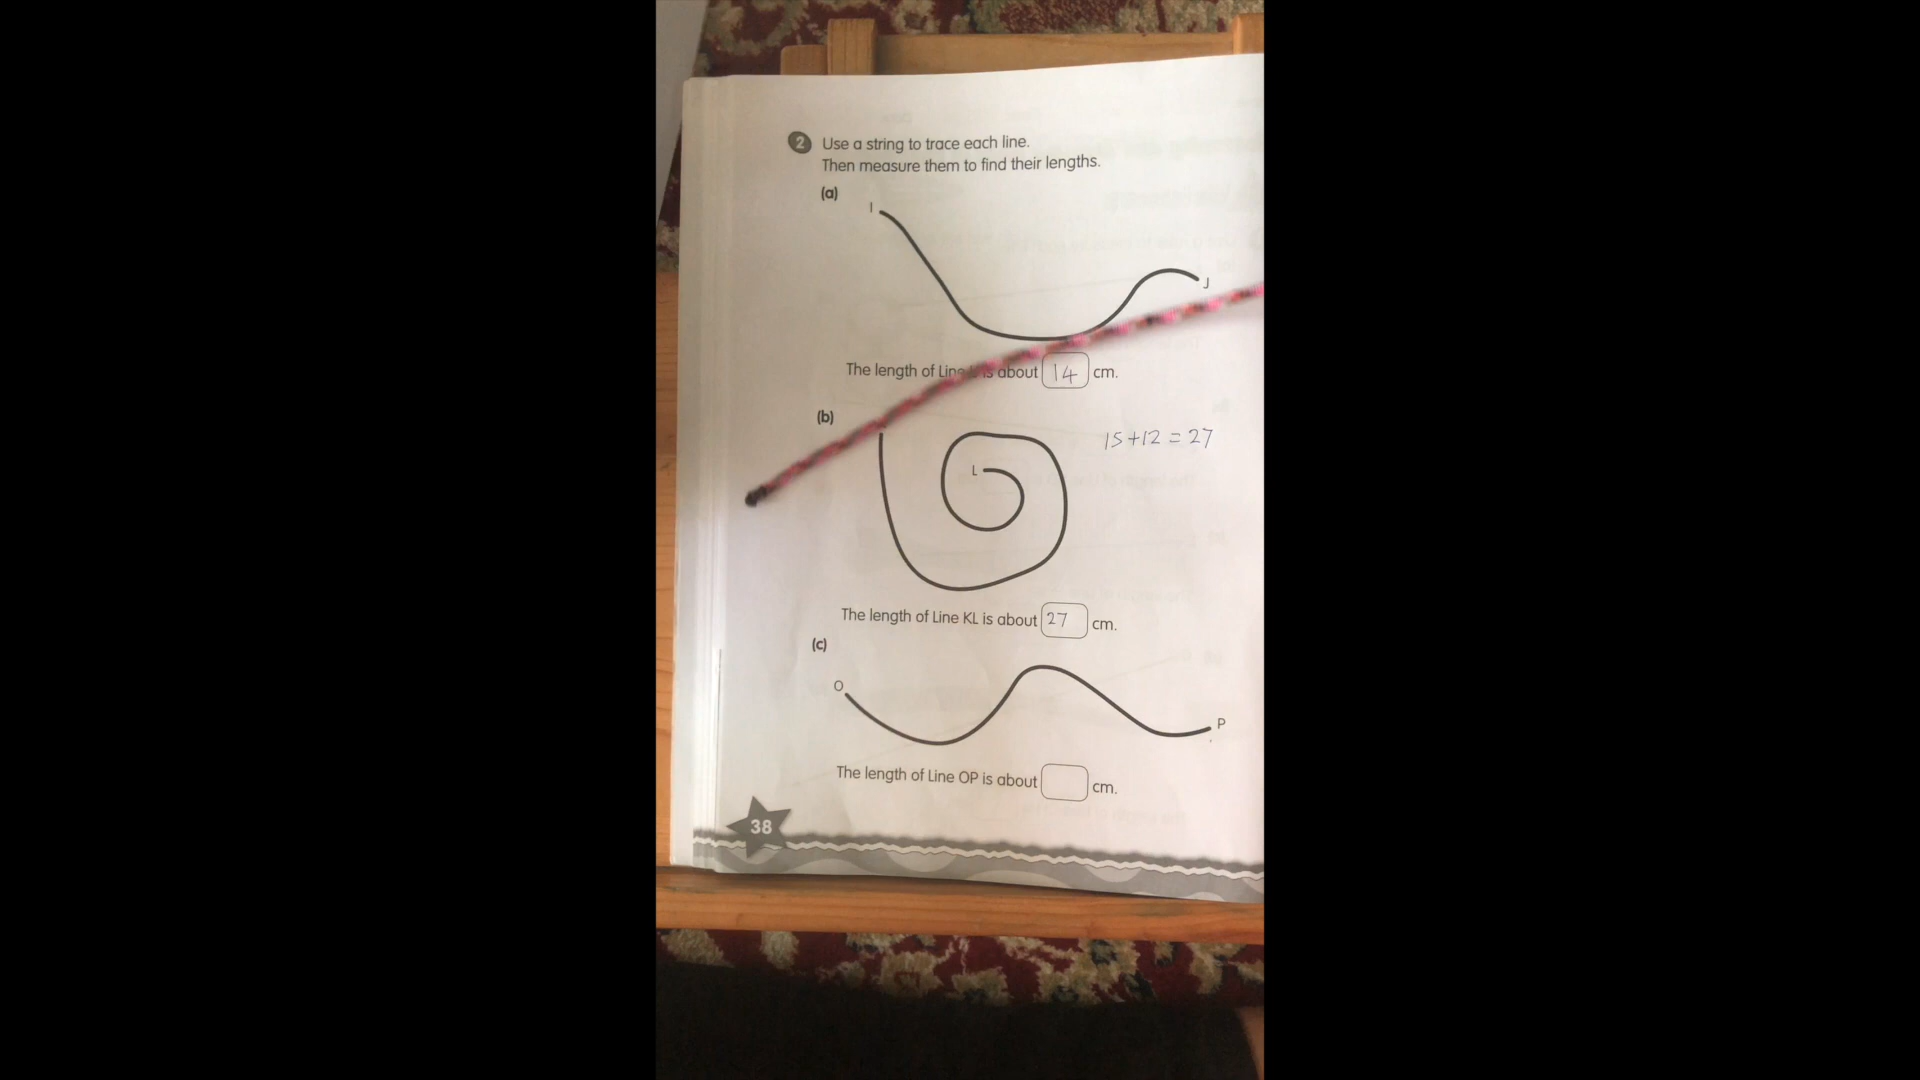 2 Use a string to trace each line.
Then measure them to find their lengths.
(a)
I
J
The length of Line is about 14 cm.
(b)
15+12=27
L
The length of Line KL is about 27 cm.
(c)
O
P
The length of Line OP is about cm.
38